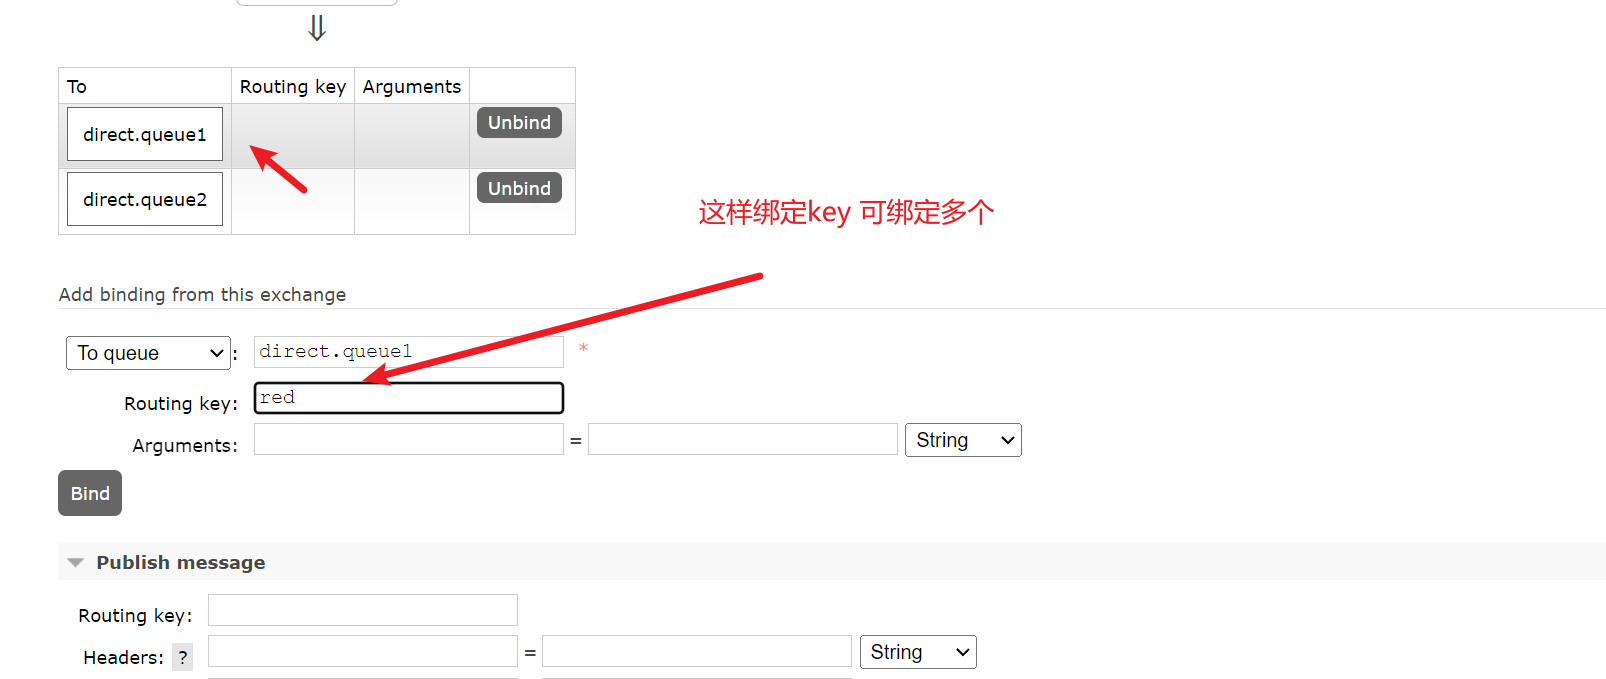 ⇓
To Routing key Arguments
direct.queue1 Unbind
direct.queue2 Unbind
这样绑定key 可绑定多个
Add binding from this exchange
To queue : direct.queue1 *
Routing key: red
Arguments: = String
Bind
Publish message
Routing key:
Headers: ? = String